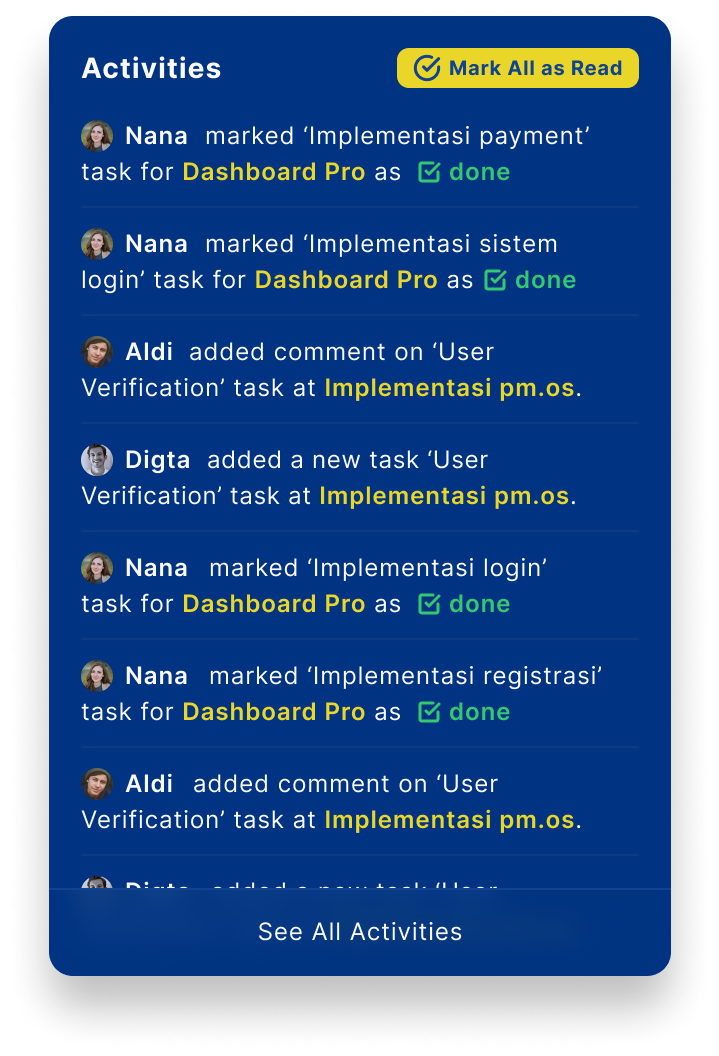 Activities
Mark All as Read
Nana marked ‘Implementasi payment’
task for Dashboard Pro as done
Nana marked ‘Implementasi sistem
login’ task for Dashboard Pro as done
Aldi added comment on ‘User
Verification’ task at Implementasi pm.os.
Digta added a new task ‘User
Verification’ task at Implementasi pm.os.
Nana marked ‘Implementasi login’
task for Dashboard Pro as done
Nana marked ‘Implementasi registrasi’
task for Dashboard Pro as done
Aldi added comment on ‘User
Verification’ task at Implementasi pm.os.
Digta added a new task ‘User
See All Activities